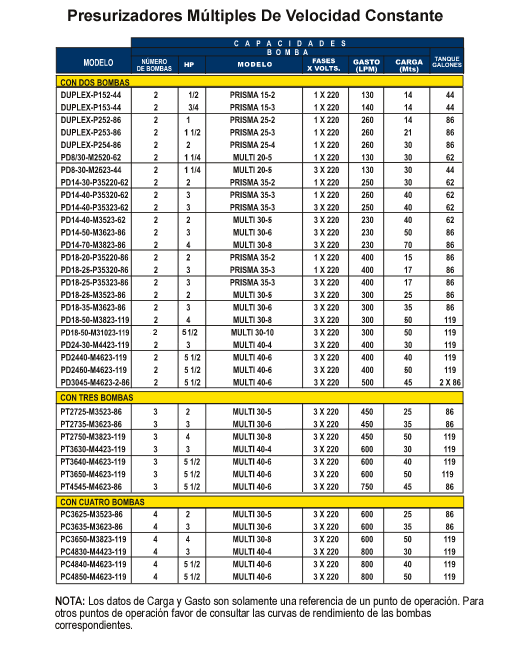 Presurizadores Múltiples De Velocidad Constante
CAPACIDADES
BOMBA
MODELO NÚMERO DE BOMBAS HP MODELO FASES X VOLTS. GASTO (LPM) CARGA (Mts) TANQUE GALONES
CON DOS BOMBAS
DUPLEX-P152-44 2 1/2 PRISMA 15-2 1 X 220 130 14 44
DUPLEX-P153-44 2 3/4 PRISMA 15-3 1 X 220 140 14 44
DUPLEX-P252-86 2 1 PRISMA 25-2 1 X 220 260 14 86
DUPLEX-P253-86 2 1 1/2 PRISMA 25-3 1 X 220 260 21 86
DUPLEX-P254-86 2 2 PRISMA 25-4 1 X 220 260 30 86
PD8/30-M2520-62 2 1 1/4 MULTI 20-5 1 X 220 130 30 62
PD8-30-M2523-44 2 1 1/4 MULTI 20-5 3 X 220 130 30 44
PD14-30-P35220-62 2 2 PRISMA 35-2 1 X 220 250 30 62
PD14-40-P35320-62 2 3 PRISMA 35-3 1 X 220 250 40 62
PD14-40-P35323-62 2 3 PRISMA 35-3 3 X 220 250 40 62
PD14-40-M3523-62 2 2 MULTI 30-5 3 X 220 230 40 62
PD14-50-M3623-86 2 3 MULTI 30-6 3 X 220 230 50 86
PD14-70-M3823-86 2 4 MULTI 30-8 3 X 220 230 70 86
PD18-20-P35220-86 2 2 PRISMA 35-2 1 X 220 400 15 86
PD18-25-P35320-86 2 3 PRISMA 35-3 1 X 220 400 17 86
PD18-25-P35323-86 2 3 PRISMA 35-3 3 X 220 400 17 86
PD18-25-M3523-86 2 2 MULTI 30-5 3 X 220 300 25 86
PD18-35-M3623-86 2 3 MULTI 30-6 3 X 220 300 35 86
PD18-50-M3823-119 2 4 MULTI 30-8 3 X 220 300 60 119
PD18-50-M31023-119 2 5 1/2 MULTI 30-10 3 X 220 300 50 119
PD24-30-M4423-119 2 3 MULTI 40-4 3 X 220 400 30 119
PD2440-M4623-119 2 5 1/2 MULTI 40-6 3 X 220 400 40 119
PD2460-M4623-119 2 5 1/2 MULTI 40-6 3 X 220 400 50 119
PD3045-M4623-2-86 2 5 1/2 MULTI 40-6 3 X 220 500 45 2 X 86
CON TRES BOMBAS
PT2725-M3523-86 3 2 MULTI 30-5 3 X 220 450 25 86
PT2735-M3623-86 3 3 MULTI 30-6 3 X 220 450 35 86
PT2750-M3823-119 3 4 MULTI 30-8 3 X 220 450 50 119
PT3630-M4423-119 3 3 MULTI 40-4 3 X 220 600 30 119
PT3640-M4623-119 3 5 1/2 MULTI 40-6 3 X 220 600 40 119
PT3650-M4623-119 3 5 1/2 MULTI 40-6 3 X 220 600 50 119
PT4545-M4623-86 3 5 1/2 MULTI 40-6 3 X 220 750 45 86
CON CUATRO BOMBAS
PC3625-M3523-86 4 2 MULTI 30-5 3 X 220 600 25 86
PC3635-M3623-86 4 3 MULTI 30-6 3 X 220 600 35 86
PC3650-M3823-119 4 4 MULTI 30-8 3 X 220 600 50 119
PC4830-M4423-119 4 3 MULTI 40-4 3 X 220 800 30 119
PC4840-M4623-119 4 5 1/2 MULTI 40-6 3 X 220 800 40 119
PC4850-M4623-119 4 5 1/2 MULTI 40-6 3 X 220 800 50 119
NOTA: Los datos de Carga y Gasto son solamente una referencia de un punto de operación. Para
otros puntos de operación favor de consultar las curvas de rendimiento de las bombas
correspondientes.